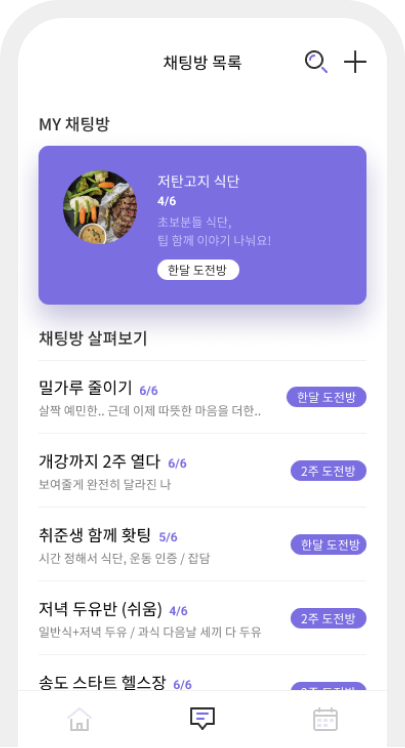 채팅방 목록
MY 채팅방
저탄고지 식단
4/6
초보분들 식단,
팁 함께 이야기 나눠요!
한달 도전방
채팅방 살펴보기
밀가루 줄이기 6/6
한달 도전방
살짝 예민한.. 근데 이제 따뜻한 마음을 더한..
개강까지 2주 열다 6/6
2주 도전방
보여줄게 완전히 달라진 나
취준생 함께 홧팅 5/6
한달 도전방
시간 정해서 식단, 운동 인증 / 잡담
저녁 두유반 (쉬움) 4/6
2주 도전방
일반식+저녁 두유 / 과식 다음날 세끼 다 두유
송도 스타트 헬스장 6/6
2주 도전방